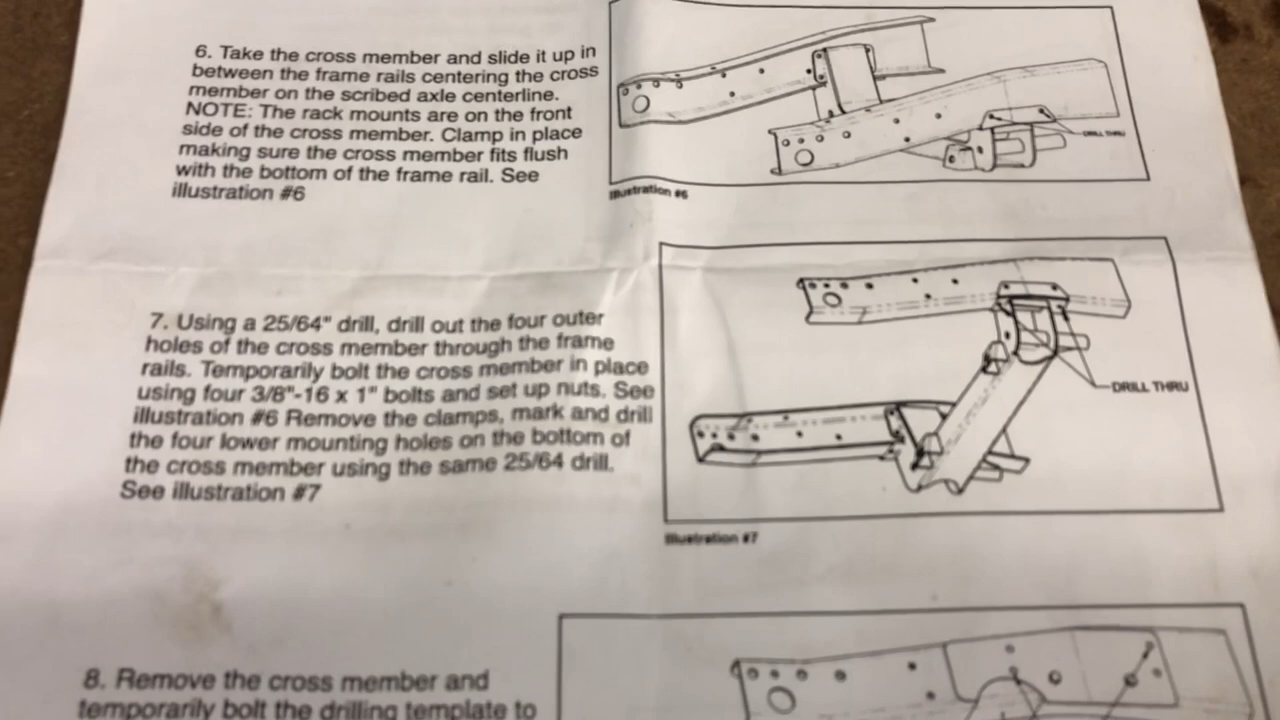 6. Take the cross member and slide it up in
between the frame rails centering the cross
member on the scribed axle centerline.
NOTE: The rack mounts are on the front
side of the cross member. Clamp in place
making sure the cross member fits flush
with the bottom of the frame rail. See
illustration #6
DRILL THRU
Illustration #6
7. Using a 25/64" drill, drill out the four outer
holes of the cross member through the frame
rails. Temporarily bolt the cross member in place
using four 3/8"-16 x 1" bolts and set up nuts. See
illustration #6 Remove the clamps, mark and drill
the four lower mounting holes on the bottom of
the cross member using the same 25/64 drill.
See illustration #7
DRILL THRU
Illustration #7
8. Remove the cross member and
temporarily bolt the drilling template to